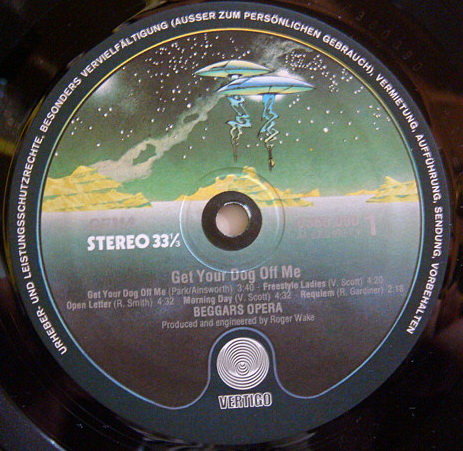 URHEBER- UND LEISTUNGSSCHUTZRECHTE. BESONDERS VERVIELFÄLTIGUNG (AUSSER ZUM PERSÖNLICHEN GEBRAUCH), VERMIETUNG, AUFFÜHRUNG, SENDUNG, VORBEHALTEN
1
STEREO 33⅓
Get Your Dog Off Me
Get Your Dog Off Me (Park/Ainsworth) 3:40 · Freestyle Ladies (V. Scott) 4:20
Open Letter (R. Smith) 4:32 · Morning Day (V. Scott) 4:32 · Requiem (R. Gardiner) 2:18
BEGGARS OPERA
Produced and engineered by Roger Wake
VERTIGO